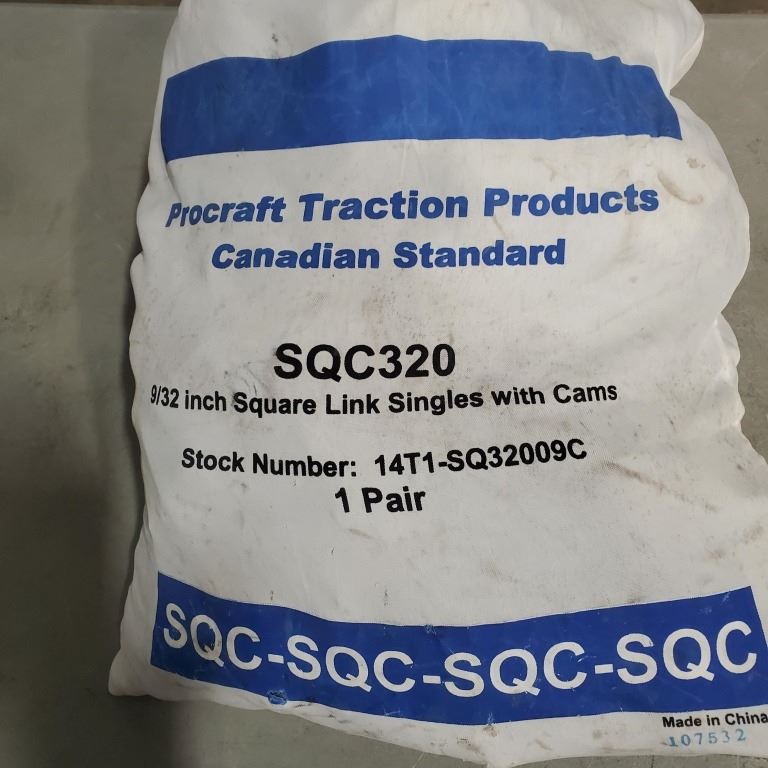 Procraft Traction Products
Canadian Standard
SQC320
9/32 inch Square Link Singles with Cams
Stock Number: 14T1-SQ32009C
1 Pair
SQC-SQC-SQC-SQC
Made in China
107532